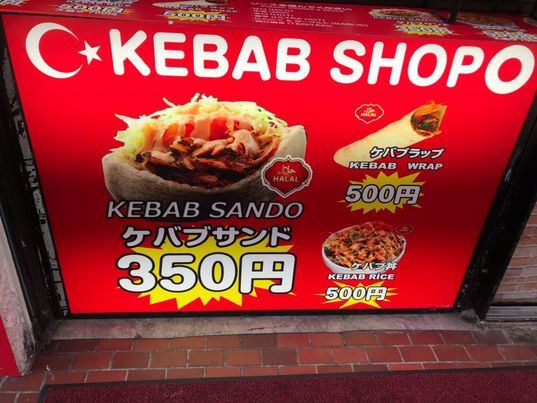 KEBAB SHOPO
حلال
HALAL
KEBAB SANDO
ケバブサンド
350円
ケバブラップ
KEBAB WRAP
500円
ケバブ丼
KEBAB RICE
500円